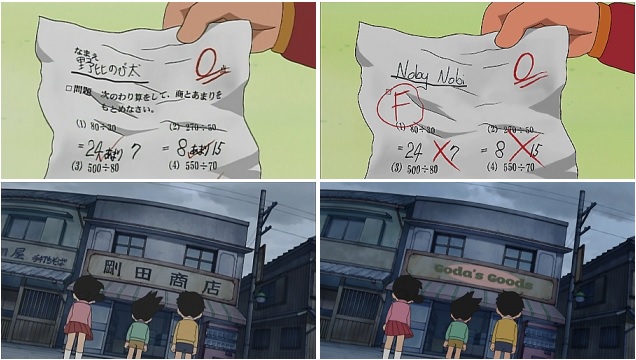 なまえ
野比のび太
0点
□問題 次のわり算をして、商とあまりを
もとめなさい。
(1) 80÷30
(2) 270÷50
=24あまり7
=8あまり15
(3) 500÷80
(4) 550÷70
Noby Nobi
0
F
(1) 80÷30
(2) 270÷50
=24 7
=8 15
(3) 500÷80
(4) 550÷70
剛田商店
Goda's Goods